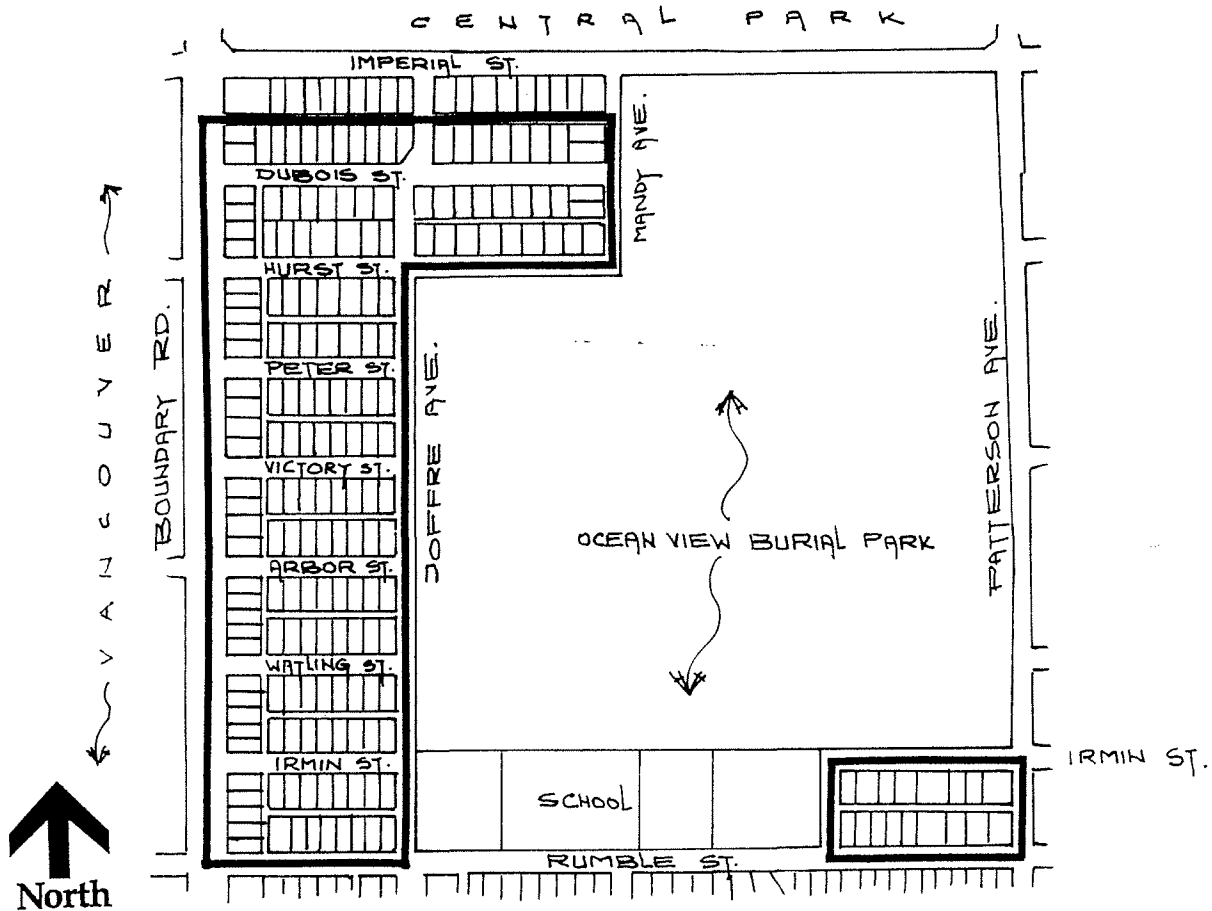 CENTRAL PARK
IMPERIAL ST.
MANDY AVE.
DUBOIS ST.
HURST ST.
VANCOUVER
BOUNDARY RD.
PETER ST.
JOFFRE AVE.
PATTERSON AVE.
VICTORY ST.
OCEAN VIEW BURIAL PARK
ARBOR ST.
WATLING ST.
IRMIN ST.
IRMIN ST.
SCHOOL
RUMBLE ST.
North